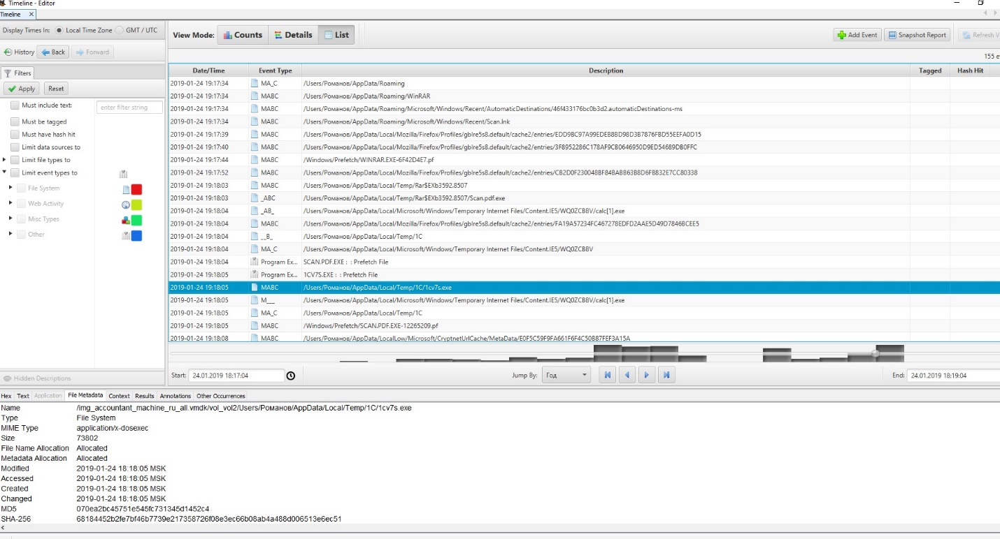 Timeline - Editor
Timeline X
Display Times In: Local Time Zone GMT / UTC
View Mode: Counts Details List
Add Event Snapshot Report Refresh V
History Back Forward
155 e
Filters
Apply Reset
Must include text: enter filter string
Must be tagged
Must have hash hit
Limit data sources to
Limit file types to
Limit event types to
File System
Web Activity
Misc Types
Other
Hidden Descriptions
Date/Time Event Type Description Tagged Hash Hit
2019-01-24 19:17:34 MA_C /Users/Романов/AppData/Roaming
2019-01-24 19:17:34 MABC /Users/Романов/AppData/Roaming/WinRAR
2019-01-24 19:17:34 MABC /Users/Романов/AppData/Roaming/Microsoft/Windows/Recent/AutomaticDestinations/46f433176bc0b3d2.automaticDestinations-ms
2019-01-24 19:17:34 MABC /Users/Романов/AppData/Roaming/Microsoft/Windows/Recent/Scan.lnk
2019-01-24 19:17:39 MABC /Users/Романов/AppData/Local/Mozilla/Firefox/Profiles/gblre5s8.default/cache2/entries/EDD9BC97A99EDEB8BD98D3B7876FBD55EEFA0D15
2019-01-24 19:17:40 MABC /Users/Романов/AppData/Local/Mozilla/Firefox/Profiles/gblre5s8.default/cache2/entries/3F8952286C178AF9CB0646950D9ED54689DB0FFC
2019-01-24 19:17:44 MABC /Windows/Prefetch/WINRAR.EXE-6F42D4E7.pf
2019-01-24 19:17:52 MABC /Users/Романов/AppData/Local/Mozilla/Firefox/Profiles/gblre5s8.default/cache2/entries/CB2D0F230048BF84BABB63B8D6FB832E7CC80338
2019-01-24 19:18:03 MABC /Users/Романов/AppData/Local/Temp/Rar$EXb3592.8507
2019-01-24 19:18:03 _ABC /Users/Романов/AppData/Local/Temp/Rar$EXb3592.8507/Scan.pdf.exe
2019-01-24 19:18:04 _AB_ /Users/Романов/AppData/Local/Microsoft/Windows/Temporary Internet Files/Content.IE5/WQ0ZCBBV/calc[1].exe
2019-01-24 19:18:04 MABC /Users/Романов/AppData/Local/Mozilla/Firefox/Profiles/gblre5s8.default/cache2/entries/FA19A57234FC467278EDFD2AAE5D49D7846BCEE5
2019-01-24 19:18:04 __B_ /Users/Романов/AppData/Local/Temp/1C
2019-01-24 19:18:04 MA_C /Users/Романов/AppData/Local/Microsoft/Windows/Temporary Internet Files/Content.IE5/WQ0ZCBBV
2019-01-24 19:18:04 Program Ex... SCAN.PDF.EXE : : Prefetch File
2019-01-24 19:18:05 Program Ex... 1CV7S.EXE : : Prefetch File
2019-01-24 19:18:05 MABC /Users/Романов/AppData/Local/Temp/1C/1cv7s.exe
2019-01-24 19:18:05 M___ /Users/Романов/AppData/Local/Microsoft/Windows/Temporary Internet Files/Content.IE5/WQ0ZCBBV/calc[1].exe
2019-01-24 19:18:05 MA_C /Users/Романов/AppData/Local/Temp/1C
2019-01-24 19:18:05 MABC /Windows/Prefetch/SCAN.PDF.EXE-12265209.pf
2019-01-24 19:18:08 MABC /Users/Романов/AppData/LocalLow/Microsoft/CryptnetUrlCache/MetaData/E0F5C59F9FA661F6F4C50B87FEF3A15A
Start: 24.01.2019 18:17:04 Jump By: Год End: 24.01.2019 18:19:04
Hex Text Application File Metadata Context Results Annotations Other Occurrences
Name /img_accountant_machine_ru_all.vmdk/vol_vol2/Users/Романов/AppData/Local/Temp/1C/1cv7s.exe
Type File System
MIME Type application/x-dosexec
Size 73802
File Name Allocation Allocated
Metadata Allocation Allocated
Modified 2019-01-24 18:18:05 MSK
Accessed 2019-01-24 18:18:05 MSK
Created 2019-01-24 18:18:05 MSK
Changed 2019-01-24 18:18:05 MSK
MD5 070ea2bc45751e545fc731345d1452c4
SHA-256 68184452b2fe7bf46b7739e217358726f08e3ec66b08ab4a488d006513e6ec51